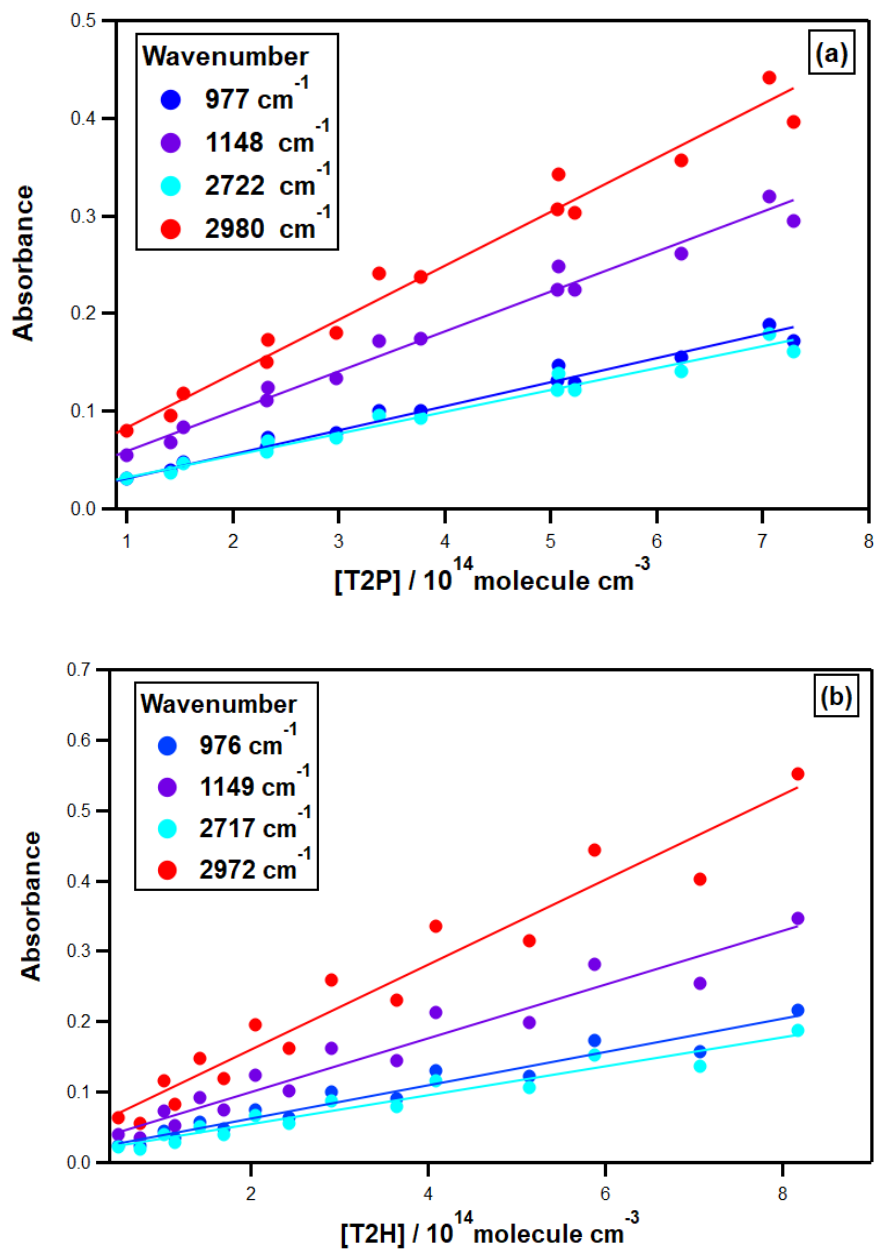 0.5
0.4
0.3
0.2
0.1
0.0
Absorbance
Wavenumber
977 cm-1
1148 cm-1
2722 cm-1
2980 cm-1
(a)
1 2 3 4 5 6 7 8
[T2P] / 10^14 molecule cm^-3
0.7
0.6
0.5
0.4
0.3
0.2
0.1
0.0
Absorbance
Wavenumber
976 cm-1
1149 cm-1
2717 cm-1
2972 cm-1
(b)
2 4 6 8
[T2H] / 10^14 molecule cm^-3